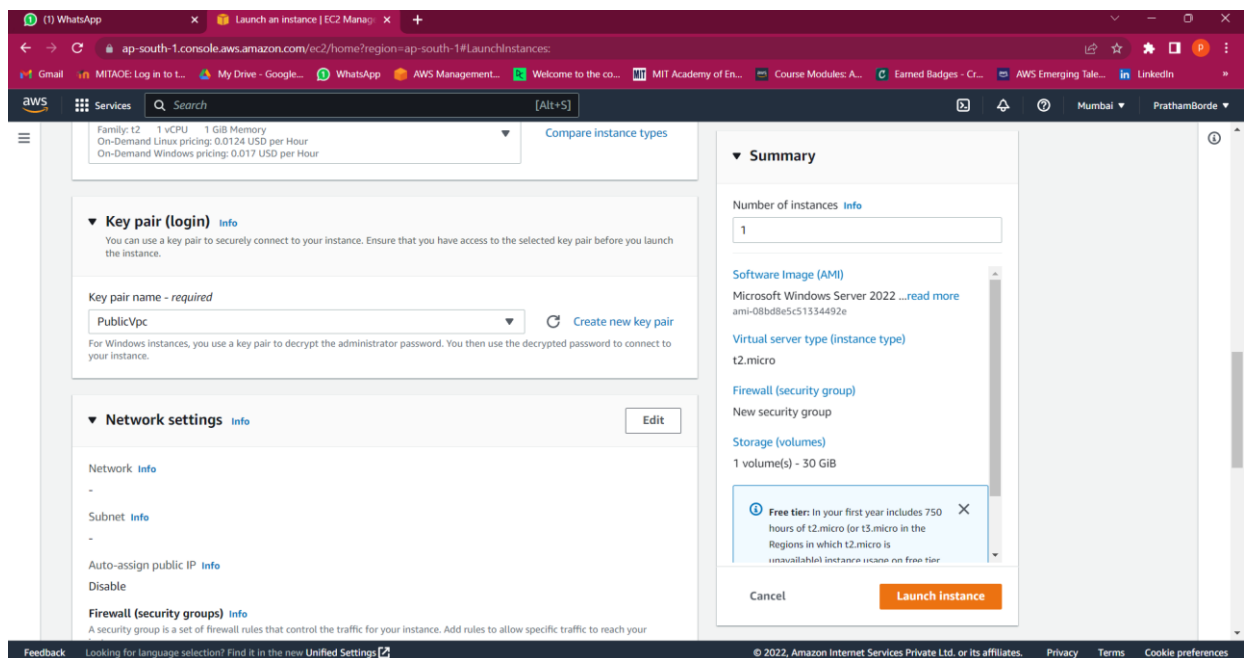 (1) WhatsApp
Launch an instance | EC2 Manag
ap-south-1.console.aws.amazon.com/ec2/home?region=ap-south-1#LaunchInstances:
Gmail
MITAOE: Log in to t...
My Drive - Google...
WhatsApp
AWS Management...
Welcome to the co...
MIT Academy of En...
Course Modules: A...
Earned Badges - Cr...
AWS Emerging Tale...
LinkedIn
»
aws
Services
Search
[Alt+S]
Mumbai
PrathamBorde
Family: t2 1 vCPU 1 GiB Memory
On-Demand Linux pricing: 0.0124 USD per Hour
On-Demand Windows pricing: 0.017 USD per Hour
Compare instance types
Key pair (login) Info
You can use a key pair to securely connect to your instance. Ensure that you have access to the selected key pair before you launch
the instance.
Key pair name - required
PublicVpc
Create new key pair
For Windows instances, you use a key pair to decrypt the administrator password. You then use the decrypted password to connect to
your instance.
Network settings Info
Edit
Network Info
-
Subnet Info
-
Auto-assign public IP Info
Disable
Firewall (security groups) Info
A security group is a set of firewall rules that control the traffic for your instance. Add rules to allow specific traffic to reach your
Summary
Number of instances Info
1
Software Image (AMI)
Microsoft Windows Server 2022 ...read more
ami-08bd8e5c51334492e
Virtual server type (instance type)
t2.micro
Firewall (security group)
New security group
Storage (volumes)
1 volume(s) - 30 GiB
Free tier: In your first year includes 750
hours of t2.micro (or t3.micro in the
Regions in which t2.micro is
unavailable) instance usage on free tier
Cancel
Launch instance
Feedback
Looking for language selection? Find it in the new Unified Settings
© 2022, Amazon Internet Services Private Ltd. or its affiliates.
Privacy
Terms
Cookie preferences